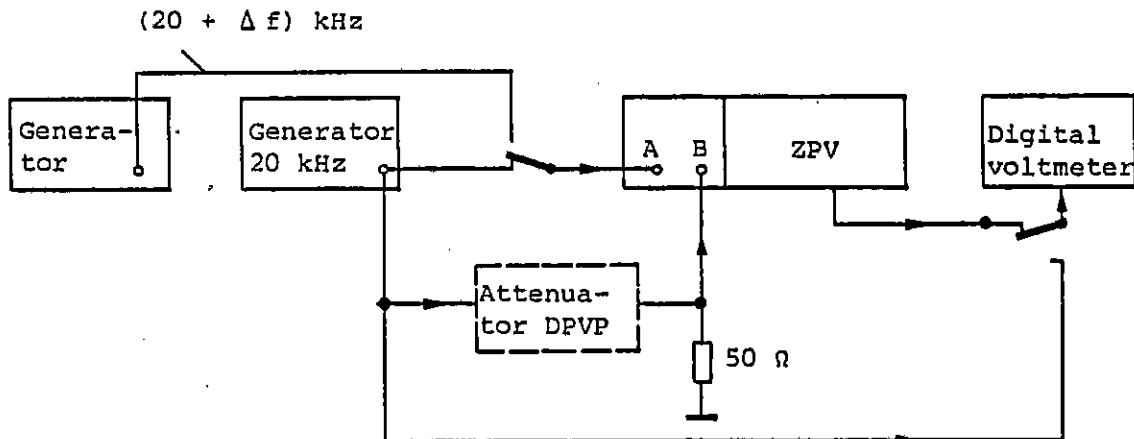 (20 + Δ f) kHz
Genera-
tor
Generator
20 kHz
A
B
ZPV
Digital
voltmeter
Attenua-
tor DPVP
50 Ω